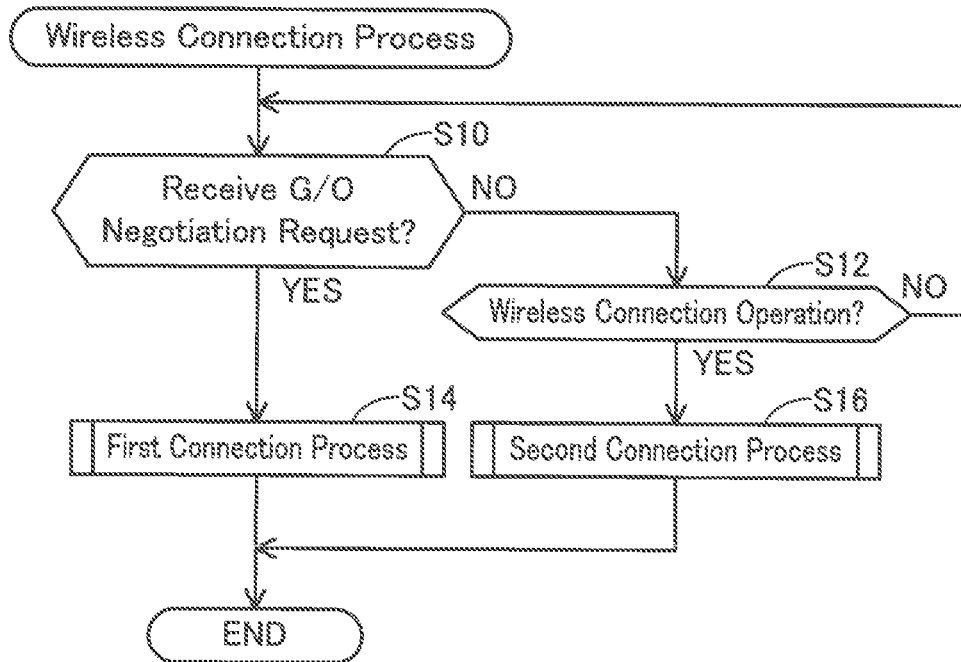 Wireless Connection Process
S10
Receive G/O
Negotiation Request?
NO
YES
S12
Wireless Connection Operation?
NO
YES
S14
First Connection Process
S16
Second Connection Process
END